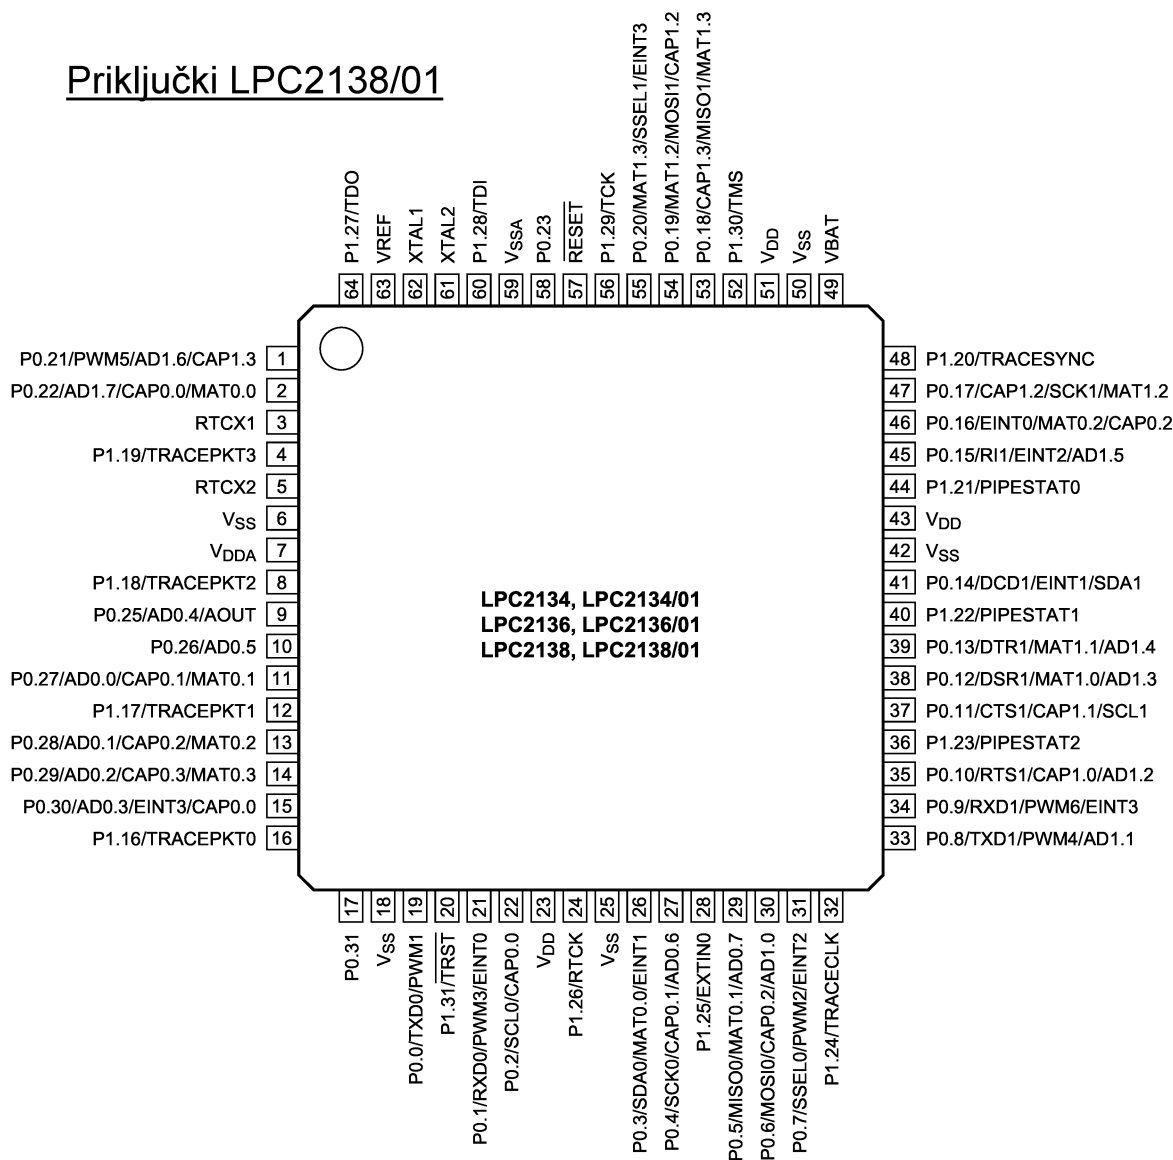 Priključki LPC2138/01
P1.27/TDO
VREF
XTAL1
XTAL2
P1.28/TDI
VSSA
P0.23
RESET
P1.29/TCK
P0.20/MAT1.3/SSEL1/EINT3
P0.19/MAT1.2/MOSI1/CAP1.2
P0.18/CAP1.3/MISO1/MAT1.3
P1.30/TMS
VDD
VSS
VBAT
64
63
62
61
60
59
58
57
56
55
54
53
52
51
50
49
P0.21/PWM5/AD1.6/CAP1.3 1
P0.22/AD1.7/CAP0.0/MAT0.0 2
RTCX1 3
P1.19/TRACEPKT3 4
RTCX2 5
VSS 6
VDDA 7
P1.18/TRACEPKT2 8
P0.25/AD0.4/AOUT 9
P0.26/AD0.5 10
P0.27/AD0.0/CAP0.1/MAT0.1 11
P1.17/TRACEPKT1 12
P0.28/AD0.1/CAP0.2/MAT0.2 13
P0.29/AD0.2/CAP0.3/MAT0.3 14
P0.30/AD0.3/EINT3/CAP0.0 15
P1.16/TRACEPKT0 16
LPC2134, LPC2134/01
LPC2136, LPC2136/01
LPC2138, LPC2138/01
48 P1.20/TRACESYNC
47 P0.17/CAP1.2/SCK1/MAT1.2
46 P0.16/EINT0/MAT0.2/CAP0.2
45 P0.15/RI1/EINT2/AD1.5
44 P1.21/PIPESTAT0
43 VDD
42 VSS
41 P0.14/DCD1/EINT1/SDA1
40 P1.22/PIPESTAT1
39 P0.13/DTR1/MAT1.1/AD1.4
38 P0.12/DSR1/MAT1.0/AD1.3
37 P0.11/CTS1/CAP1.1/SCL1
36 P1.23/PIPESTAT2
35 P0.10/RTS1/CAP1.0/AD1.2
34 P0.9/RXD1/PWM6/EINT3
33 P0.8/TXD1/PWM4/AD1.1
17
18
19
20
21
22
23
24
25
26
27
28
29
30
31
32
P0.31
VSS
P0.0/TXD0/PWM1
P1.31/TRST
P0.1/RXD0/PWM3/EINT0
P0.2/SCL0/CAP0.0
VDD
P1.26/RTCK
VSS
P0.3/SDA0/MAT0.0/EINT1
P0.4/SCK0/CAP0.1/AD0.6
P1.25/EXTIN0
P0.5/MISO0/MAT0.1/AD0.7
P0.6/MOSI0/CAP0.2/AD1.0
P0.7/SSEL0/PWM2/EINT2
P1.24/TRACECLK